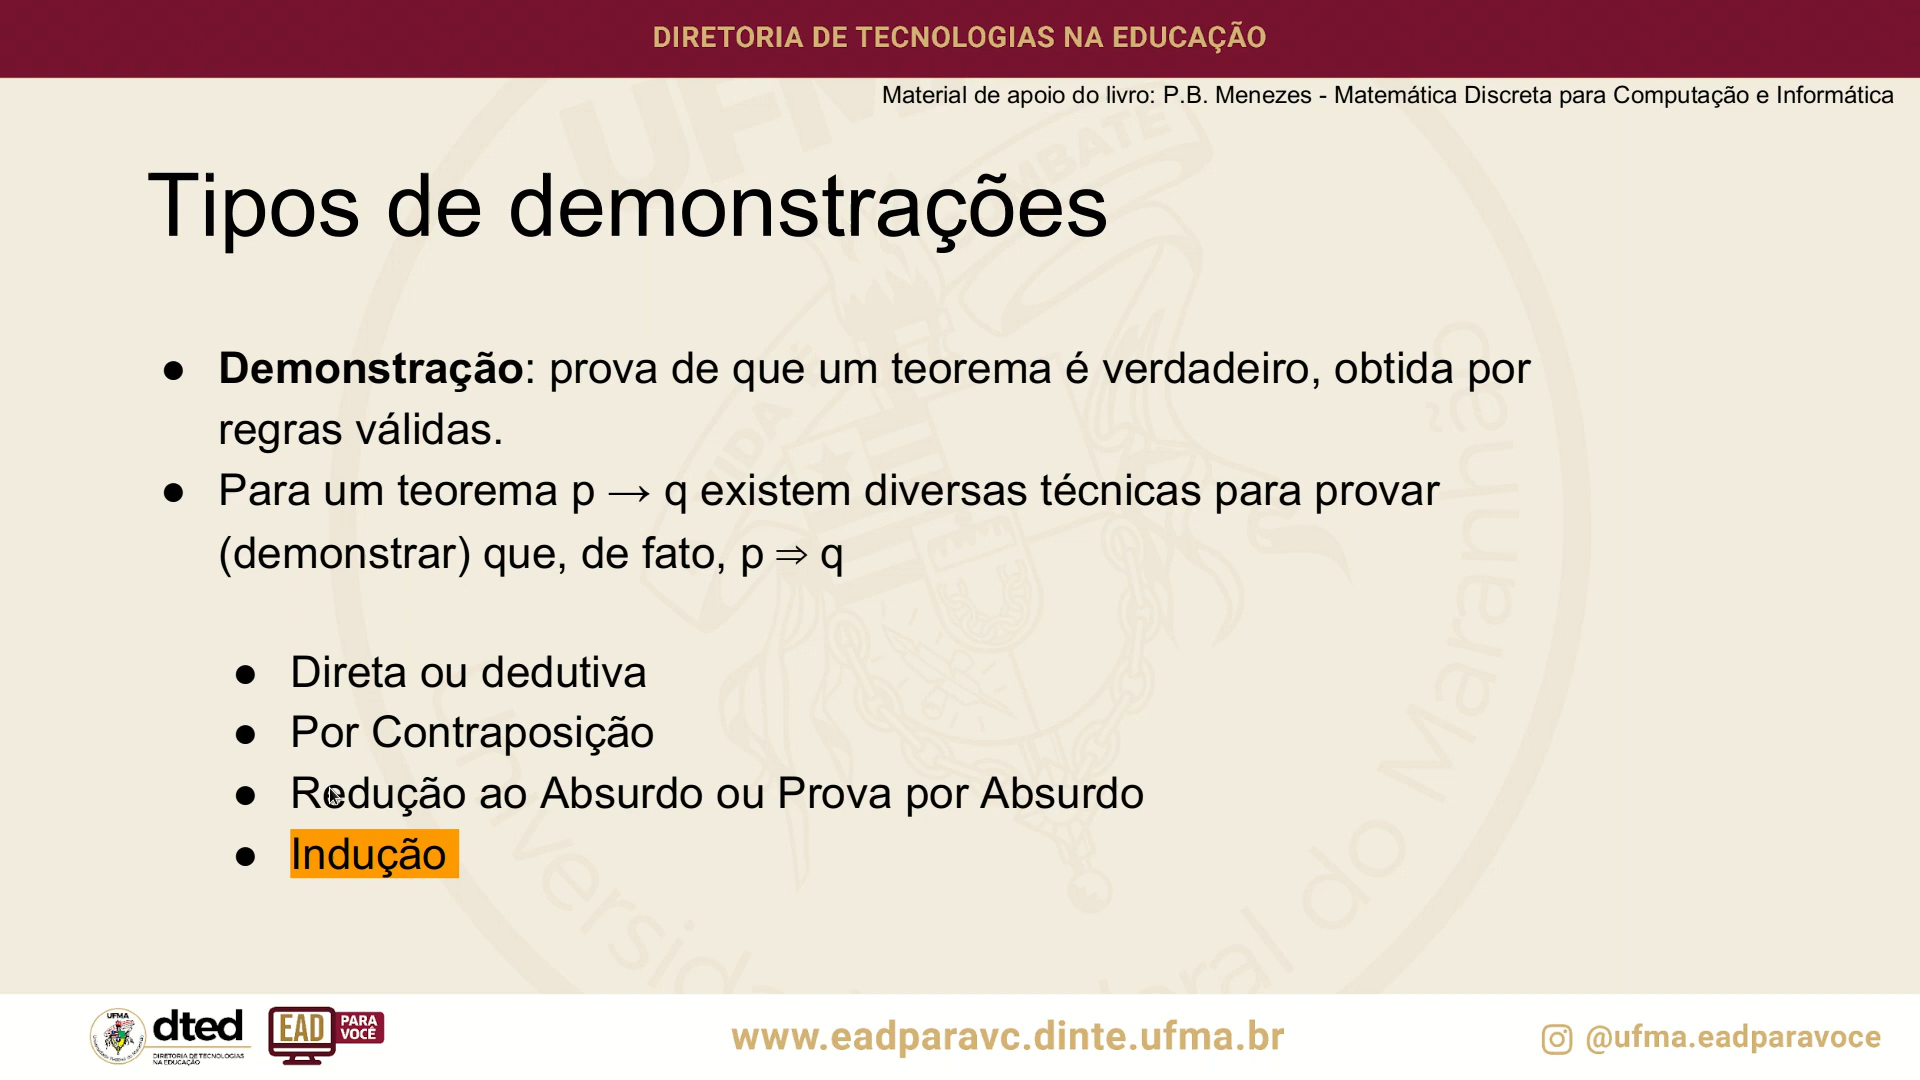 DIRETORIA DE TECNOLOGIAS NA EDUCAÇÃO
Material de apoio do livro: P.B. Menezes - Matemática Discreta para Computação e Informática
Tipos de demonstrações
● Demonstração: prova de que um teorema é verdadeiro, obtida por
regras válidas.
● Para um teorema p → q existem diversas técnicas para provar
(demonstrar) que, de fato, p ⇒ q
● Direta ou dedutiva
● Por Contraposição
● Redução ao Absurdo ou Prova por Absurdo
● Indução
UFMA
dted
DIRETORIA DE TECNOLOGIAS
NA EDUCAÇÃO
EAD
PARA
VOCÊ
www.eadparavc.dinte.ufma.br
@ufma.eadparavoce